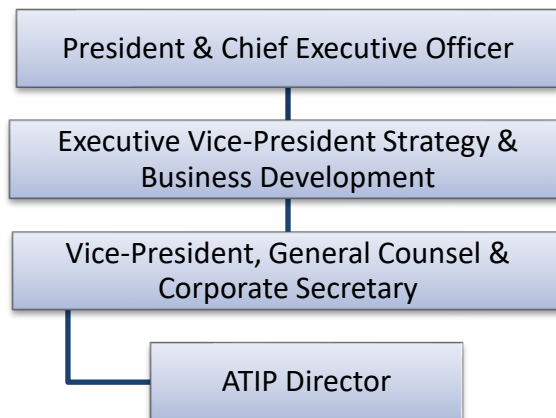 President & Chief Executive Officer
Executive Vice-President Strategy &
Business Development
Vice-President, General Counsel &
Corporate Secretary
ATIP Director